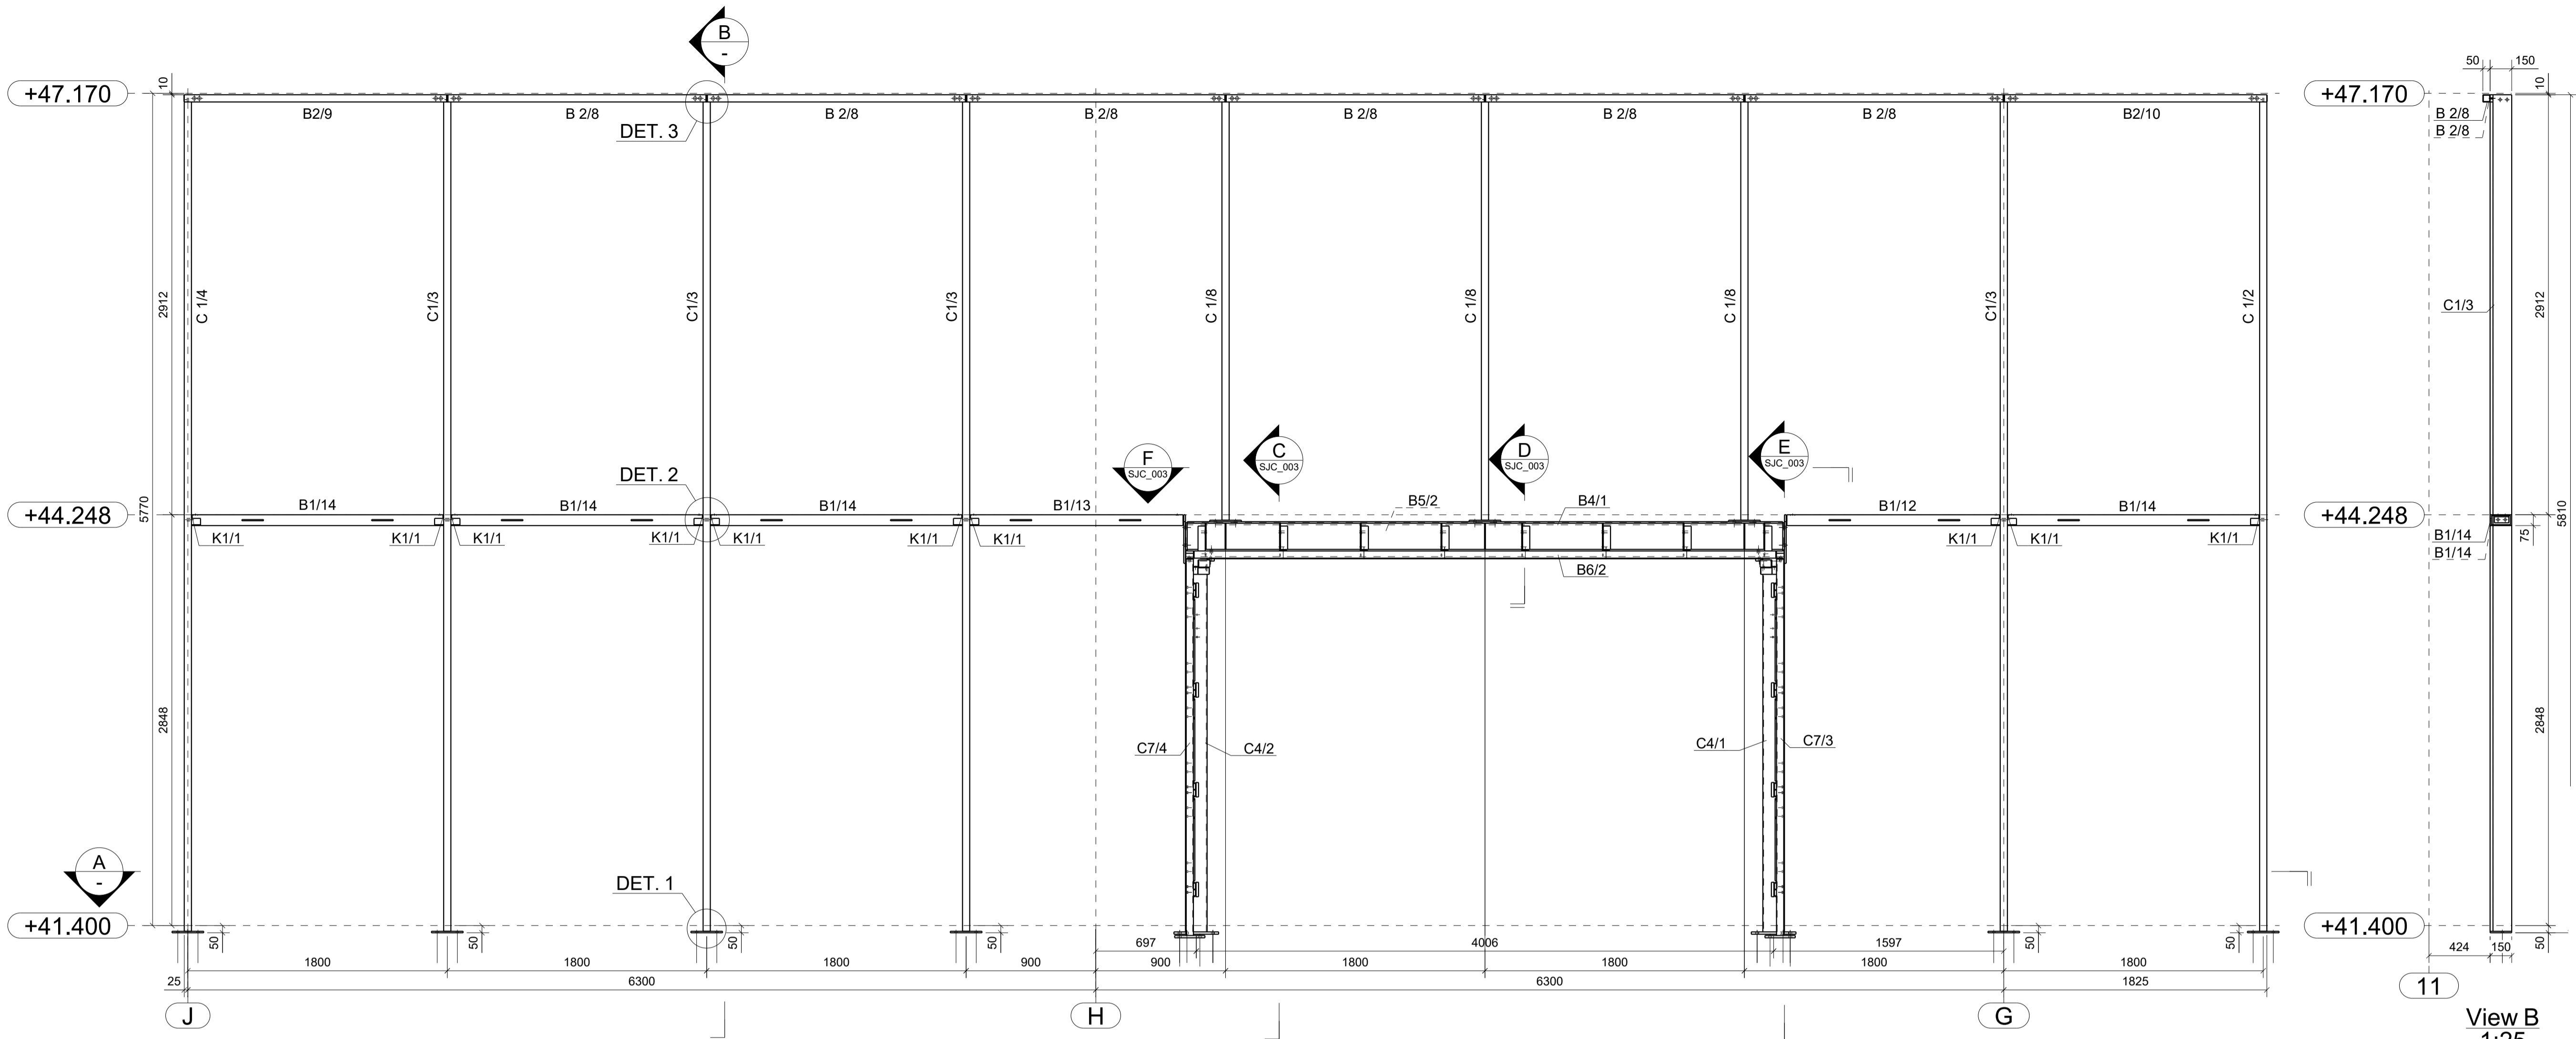 B
-
50
150
+47.170
10
+47.170
10
B2/9
B 2/8
B 2/8
B 2/8
B 2/8
B 2/8
B 2/8
B2/10
B 2/8
B 2/8
DET. 3
2912
C 1/4
C1/3
C1/3
C1/3
C 1/8
C 1/8
C 1/8
C1/3
C 1/2
C1/3
2912
F
SJC_003
C
SJC_003
D
SJC_003
E
SJC_003
DET. 2
B1/14
B1/14
B1/14
B1/13
B5/2
B4/1
B1/12
B1/14
+44.248
5770
+44.248
5810
K1/1
K1/1
K1/1
K1/1
K1/1
K1/1
K1/1
K1/1
K1/1
K1/1
B1/14
B1/14
75
B6/2
2848
C7/4
C4/2
C4/1
C7/3
2848
A
-
DET. 1
+41.400
+41.400
50
50
50
50
50
50
50
697
4006
1597
424
150
1800
1800
1800
900
900
1800
1800
1800
1800
25
6300
6300
1825
J
H
G
11
View B
1:25